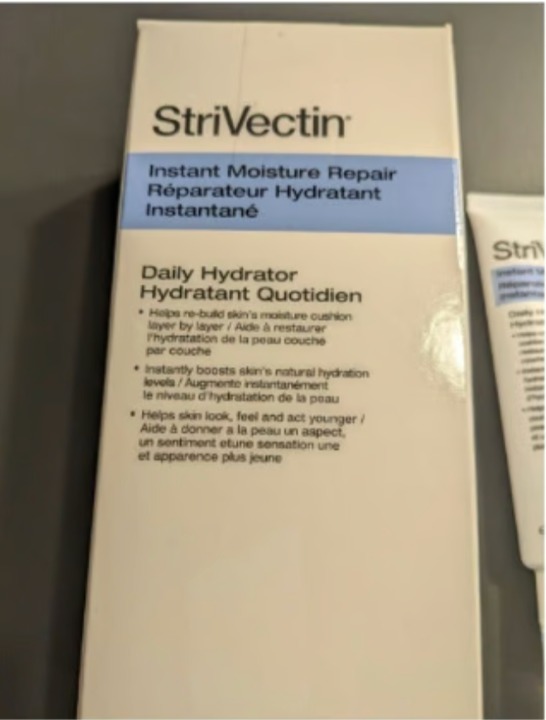 StriVectin
Instant Moisture Repair
Réparateur Hydratant
Instantané
Daily Hydrator
Hydratant Quotidien
• Helps re-build skin's moisture cushion
layer by layer / Aide à restaurer
l'hydratation de la peau couche
par couche
• Instantly boosts skin's natural hydration
levels / Augmente instantanément
le niveau d'hydratation de la peau
• Helps skin look, feel and act younger /
Aide à donner a la peau un aspect,
un sentiment etune sensation une
et apparence plus jeune
Stri